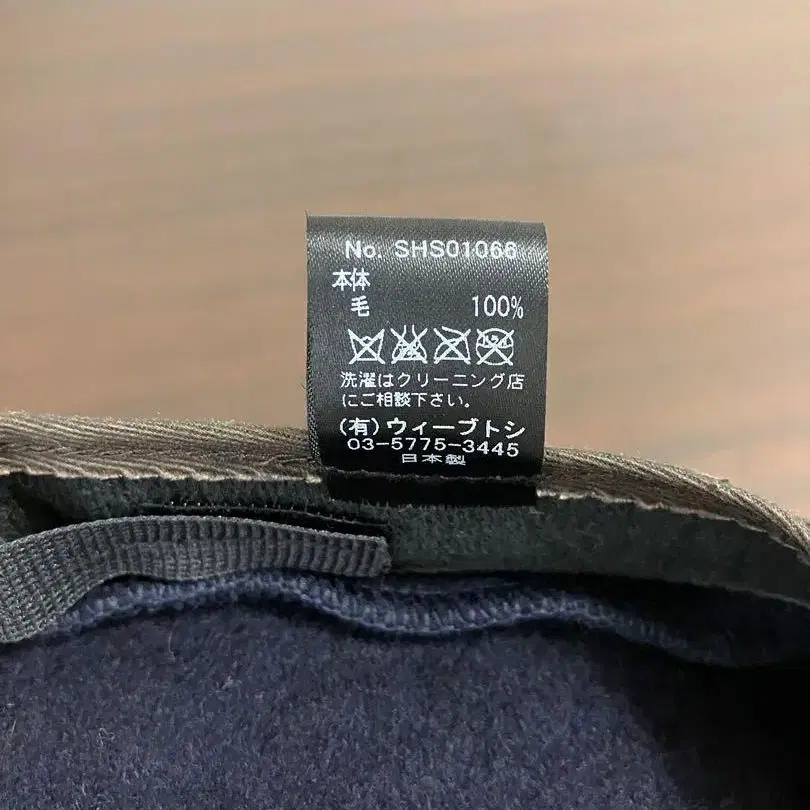 No. SHS01066
本体
毛 100%
洗濯はクリーニング店
にご相談下さい。
(有)ウィーブトシ
03-5775-3445
日本製